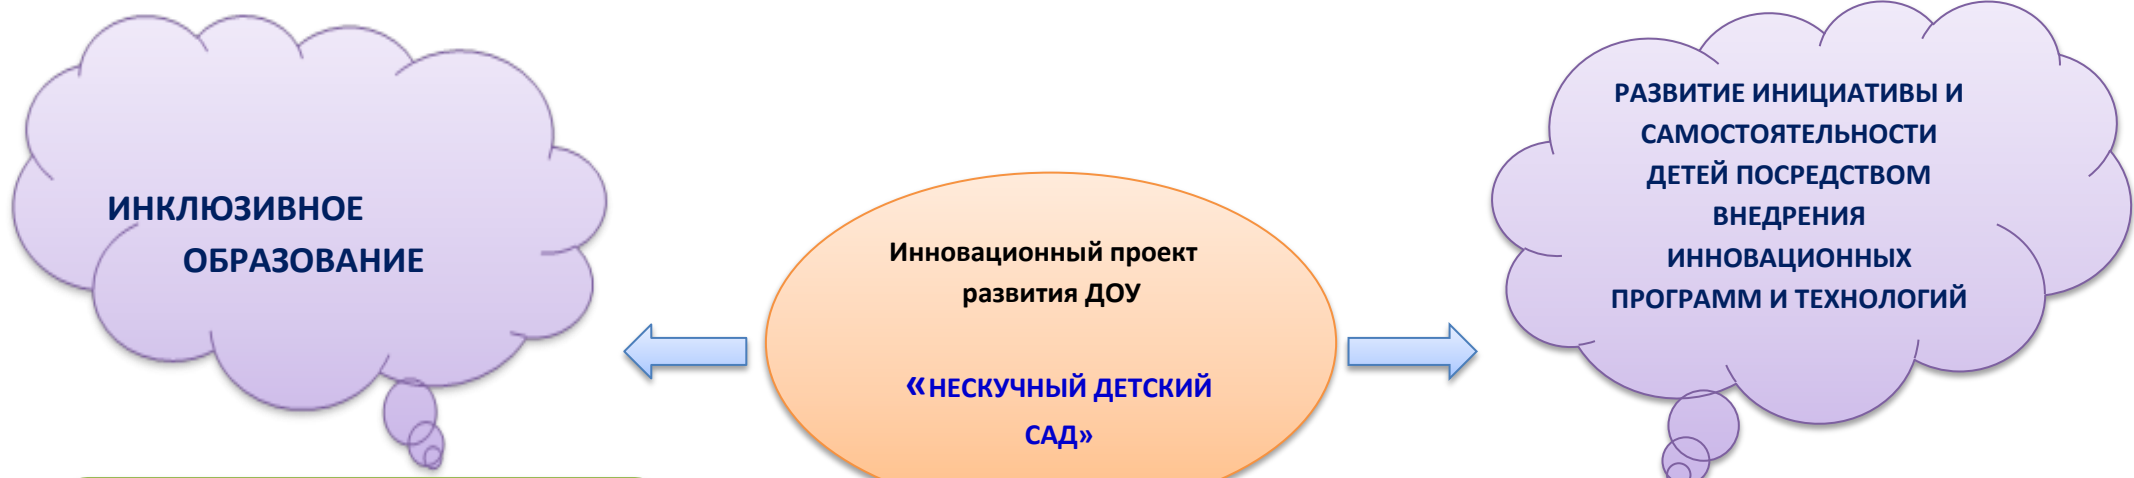 ИНКЛЮЗИВНОЕ
ОБРАЗОВАНИЕ
Инновационный проект
развития ДОУ
«НЕСКУЧНЫЙ ДЕТСКИЙ
САД»
РАЗВИТИЕ ИНИЦИАТИВЫ И
САМОСТОЯТЕЛЬНОСТИ
ДЕТЕЙ ПОСРЕДСТВОМ
ВНЕДРЕНИЯ
ИННОВАЦИОННЫХ
ПРОГРАММ И ТЕХНОЛОГИЙ